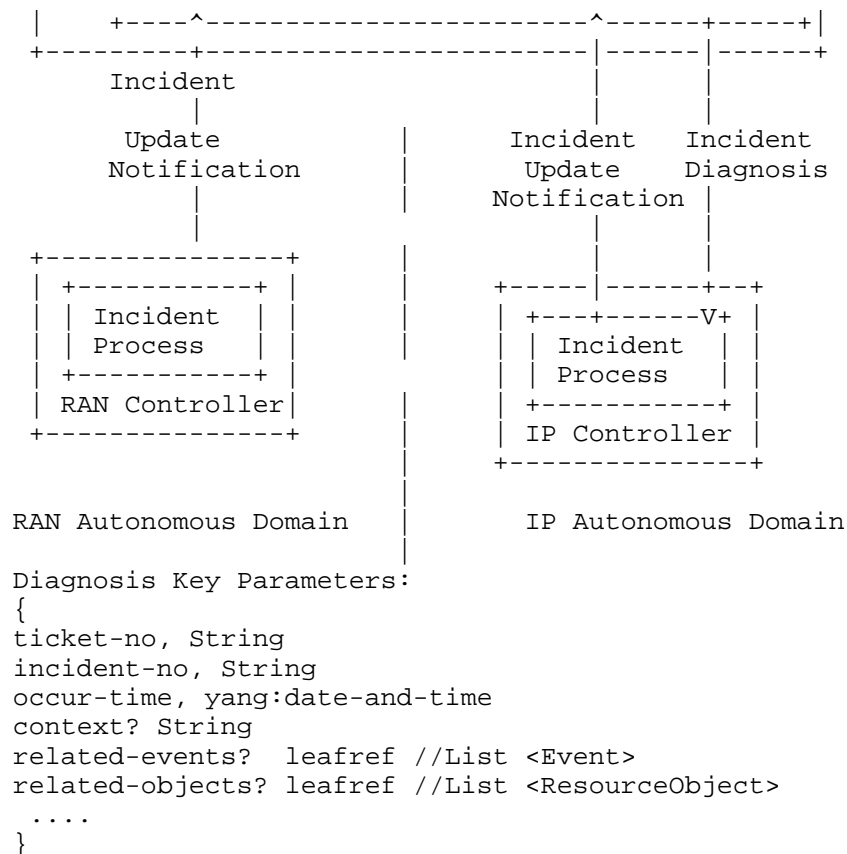 |    +----^-------------------------^------+-----+|
+---------+-------------------------|------|------+
Incident | |
| | |
Update | Incident Incident
Notification | Update Diagnosis
| | Notification |
| | |
+---------------+ | | |
| +-----------+ | | +-----|------+--+
| | Incident | | | | +---+------V+ |
| | Process | | | | | Incident | |
| +-----------+ | | | Process | |
| RAN Controller| | | +-----------+ |
+---------------+ | | IP Controller |
| +---------------+
|
RAN Autonomous Domain | IP Autonomous Domain
|
Diagnosis Key Parameters:
{
ticket-no, String
incident-no, String
occur-time, yang:date-and-time
context? String
related-events?  leafref //List <Event>
related-objects? leafref //List <ResourceObject>
....
}